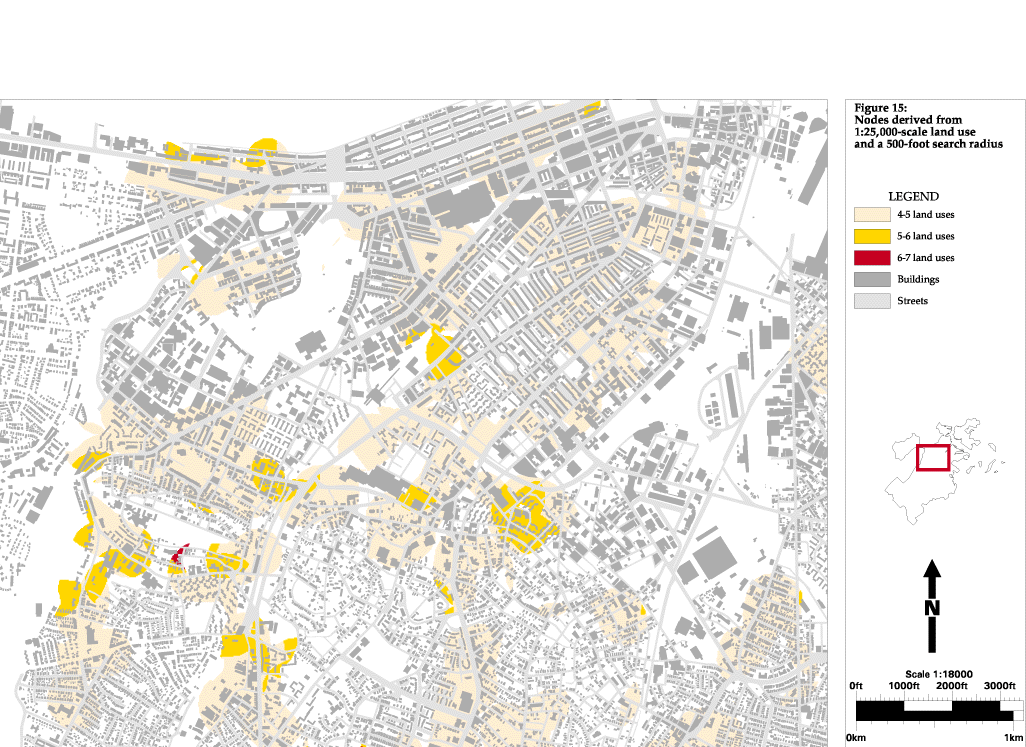 Figure 15:
Nodes derived from
1:25,000-scale land use
and a 500-foot search radius
LEGEND
4-5 land uses
5-6 land uses
6-7 land uses
Buildings
Streets
N
Scale 1:18000
0ft 1000ft 2000ft 3000ft
0km 1km